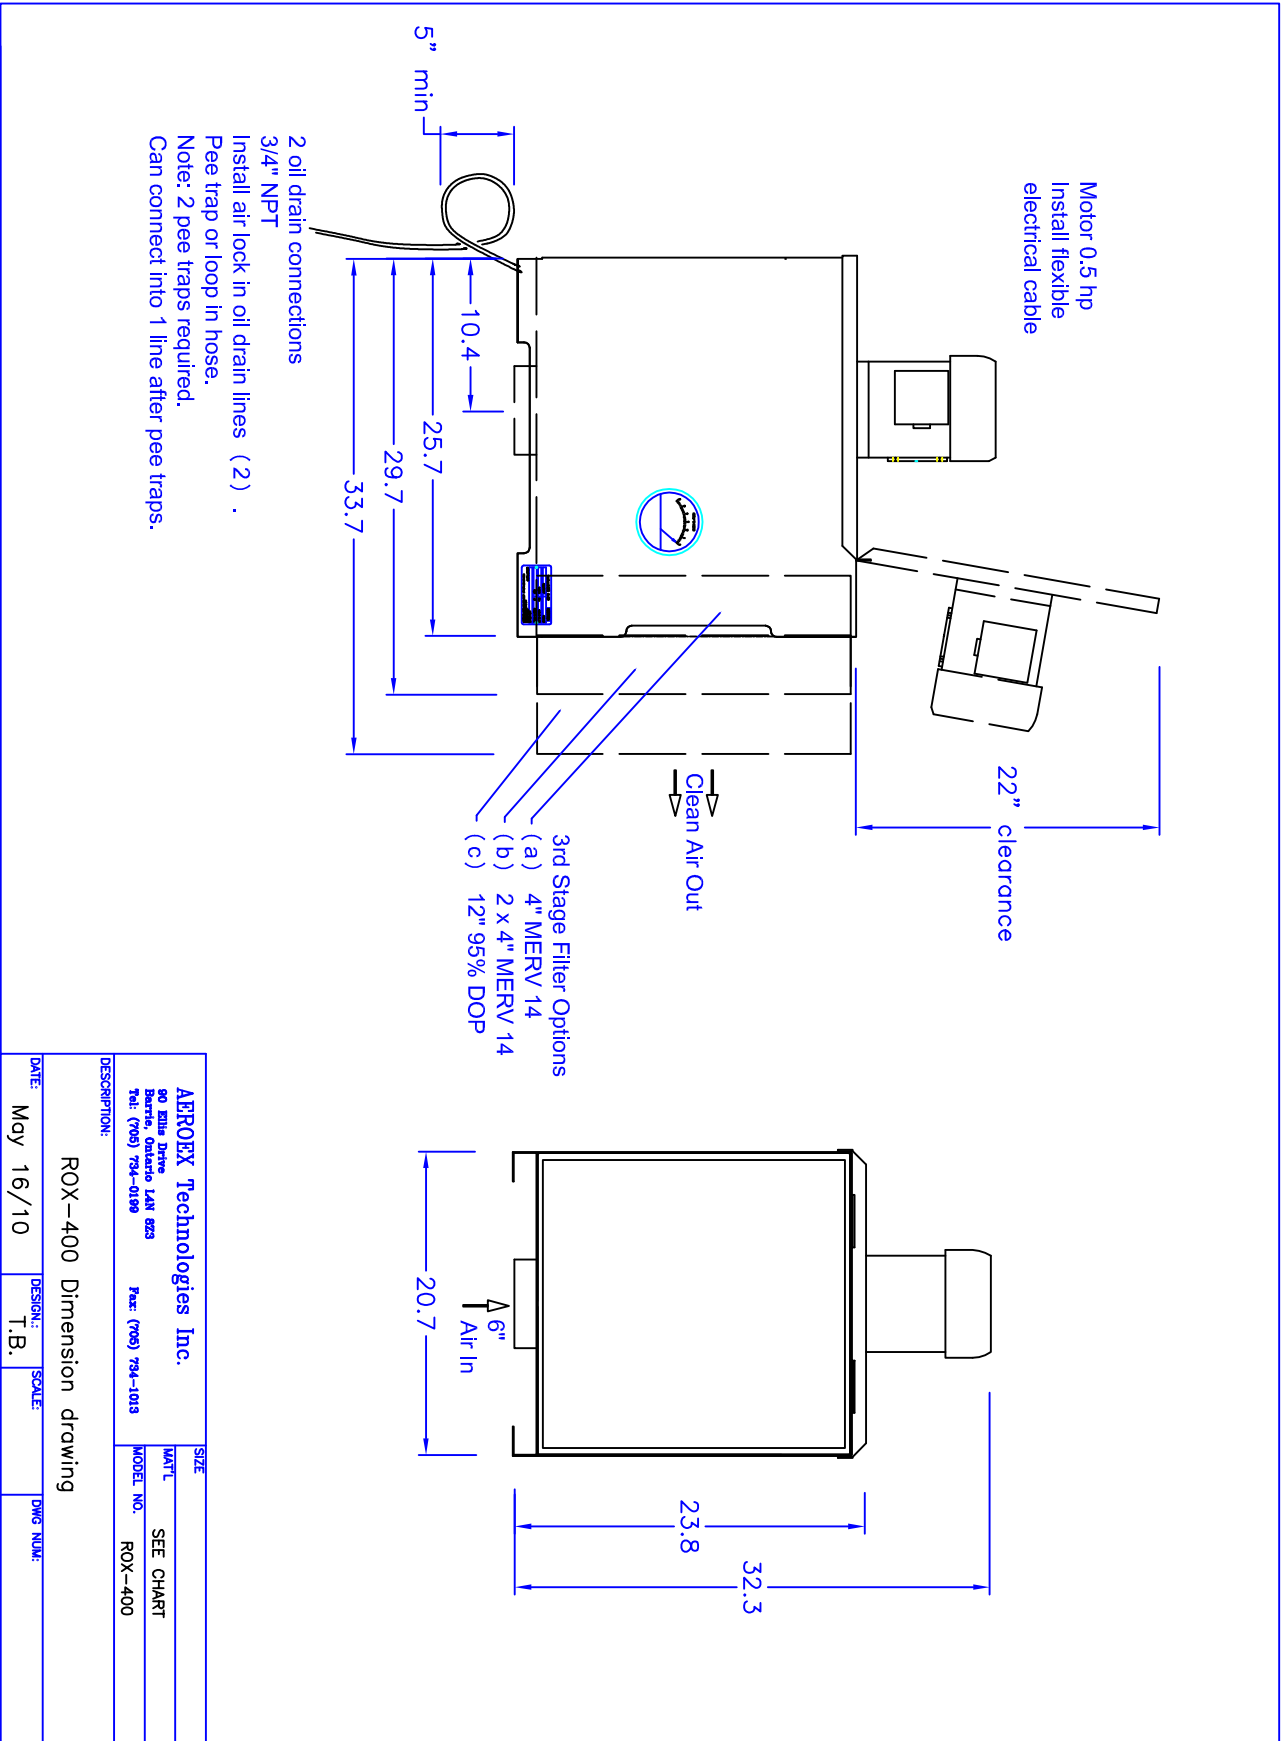 Motor 0.5 hp
Install flexible
electrical cable
22" clearance
5" min
10.4
25.7
29.7
33.7
Clean Air Out
3rd Stage Filter Options
(a) 4" MERV 14
(b) 2 x 4" MERV 14
(c) 12" 95% DOP
2 oil drain connections
3/4" NPT
Install air lock in oil drain lines (2).
Pee trap or loop in hose.
Note: 2 pee traps required.
Can connect into 1 line after pee traps.
23.8
32.3
6"
Air In
20.7
AEROEX Technologies Inc.
90 Ellis Drive
Barrie, Ontario L4N 8Z3
Tel: (705) 734-0199 Fax: (705) 734-1013
SIZE
MAT'L SEE CHART
MODEL NO. ROX-400
DESCRIPTION:
ROX-400 Dimension drawing
DATE: May 16/10
DESIGN.: T.B.
SCALE:
DWG NUM: